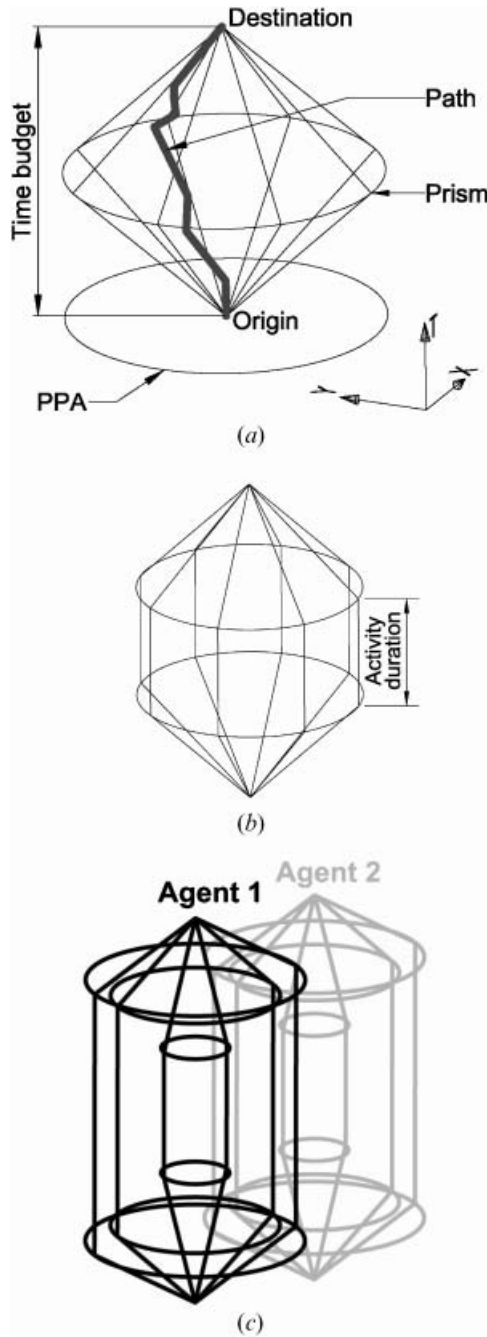 Destination
Time budget
Path
Prism
Origin
PPA
T
X
Y
(a)
Activity
duration
(b)
Agent 2
Agent 1
(c)